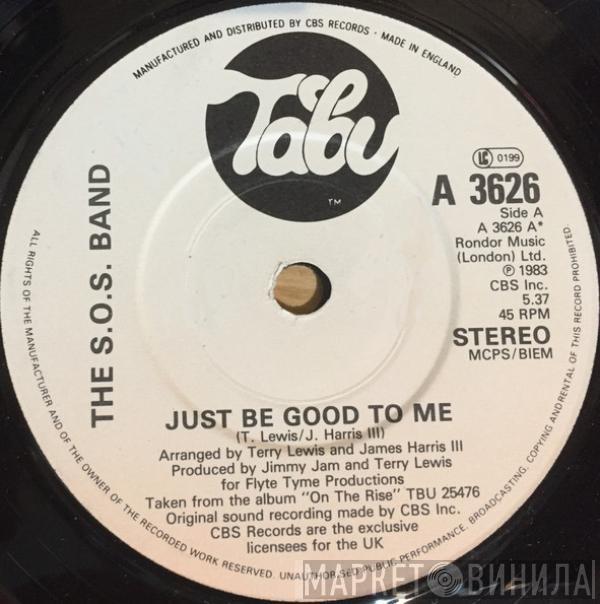 MANUFACTURED AND DISTRIBUTED BY CBS RECORDS · MADE IN ENGLAND
Tabu
TM
LC 0199
A 3626
Side A
A 3626 A*
Rondor Music
(London) Ltd.
℗ 1983
CBS Inc.
5.37
45 RPM
STEREO
MCPS/BIEM
THE S.O.S. BAND
JUST BE GOOD TO ME
(T. Lewis/J. Harris III)
Arranged by Terry Lewis and James Harris III
Produced by Jimmy Jam and Terry Lewis
for Flyte Tyme Productions
Taken from the album "On The Rise" TBU 25476
Original sound recording made by CBS Inc.
CBS Records are the exclusive
licensees for the UK
ALL RIGHTS OF THE MANUFACTURER AND OF THE OWNER OF THE RECORDED WORK RESERVED. UNAUTHORISED PUBLIC PERFORMANCE, BROADCASTING, COPYING AND RENTAL OF THIS RECORD PROHIBITED.
МАРКЕТ ВИНИЛА